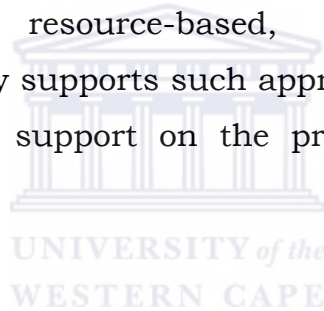 resource-based,
y supports such appr
support on the pr
UNIVERSITY of the
WESTERN CAPE